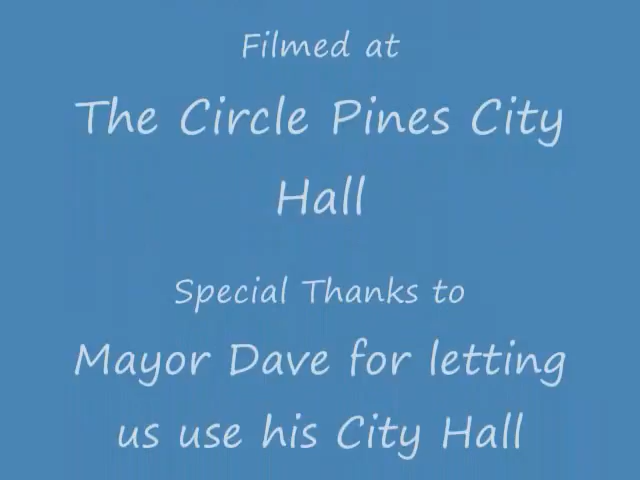 Filmed at
The Circle Pines City
Hall
Special Thanks to
Mayor Dave for letting
us use his City Hall